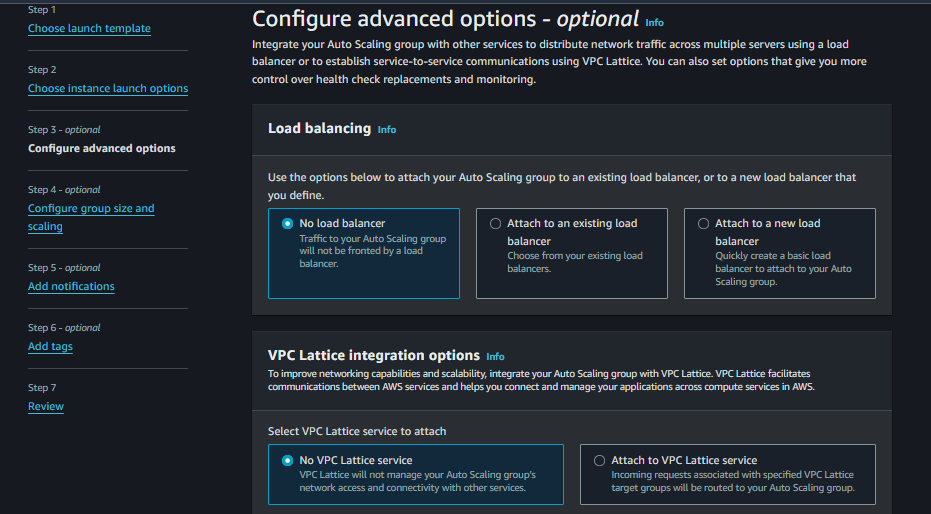 Step 1
Choose launch template
Step 2
Choose instance launch options
Step 3 - optional
Configure advanced options
Step 4 - optional
Configure group size and
scaling
Step 5 - optional
Add notifications
Step 6 - optional
Add tags
Step 7
Review
Configure advanced options - optional Info
Integrate your Auto Scaling group with other services to distribute network traffic across multiple servers using a load
balancer or to establish service-to-service communications using VPC Lattice. You can also set options that give you more
control over health check replacements and monitoring.
Load balancing Info
Use the options below to attach your Auto Scaling group to an existing load balancer, or to a new load balancer that
you define.
No load balancer
Traffic to your Auto Scaling group
will not be fronted by a load
balancer.
Attach to an existing load
balancer
Choose from your existing load
balancers.
Attach to a new load
balancer
Quickly create a basic load
balancer to attach to your Auto
Scaling group.
VPC Lattice integration options Info
To improve networking capabilities and scalability, integrate your Auto Scaling group with VPC Lattice. VPC Lattice facilitates
communications between AWS services and helps you connect and manage your applications across compute services in AWS.
Select VPC Lattice service to attach
No VPC Lattice service
VPC Lattice will not manage your Auto Scaling group's
network access and connectivity with other services.
Attach to VPC Lattice service
Incoming requests associated with specified VPC Lattice
target groups will be routed to your Auto Scaling group.